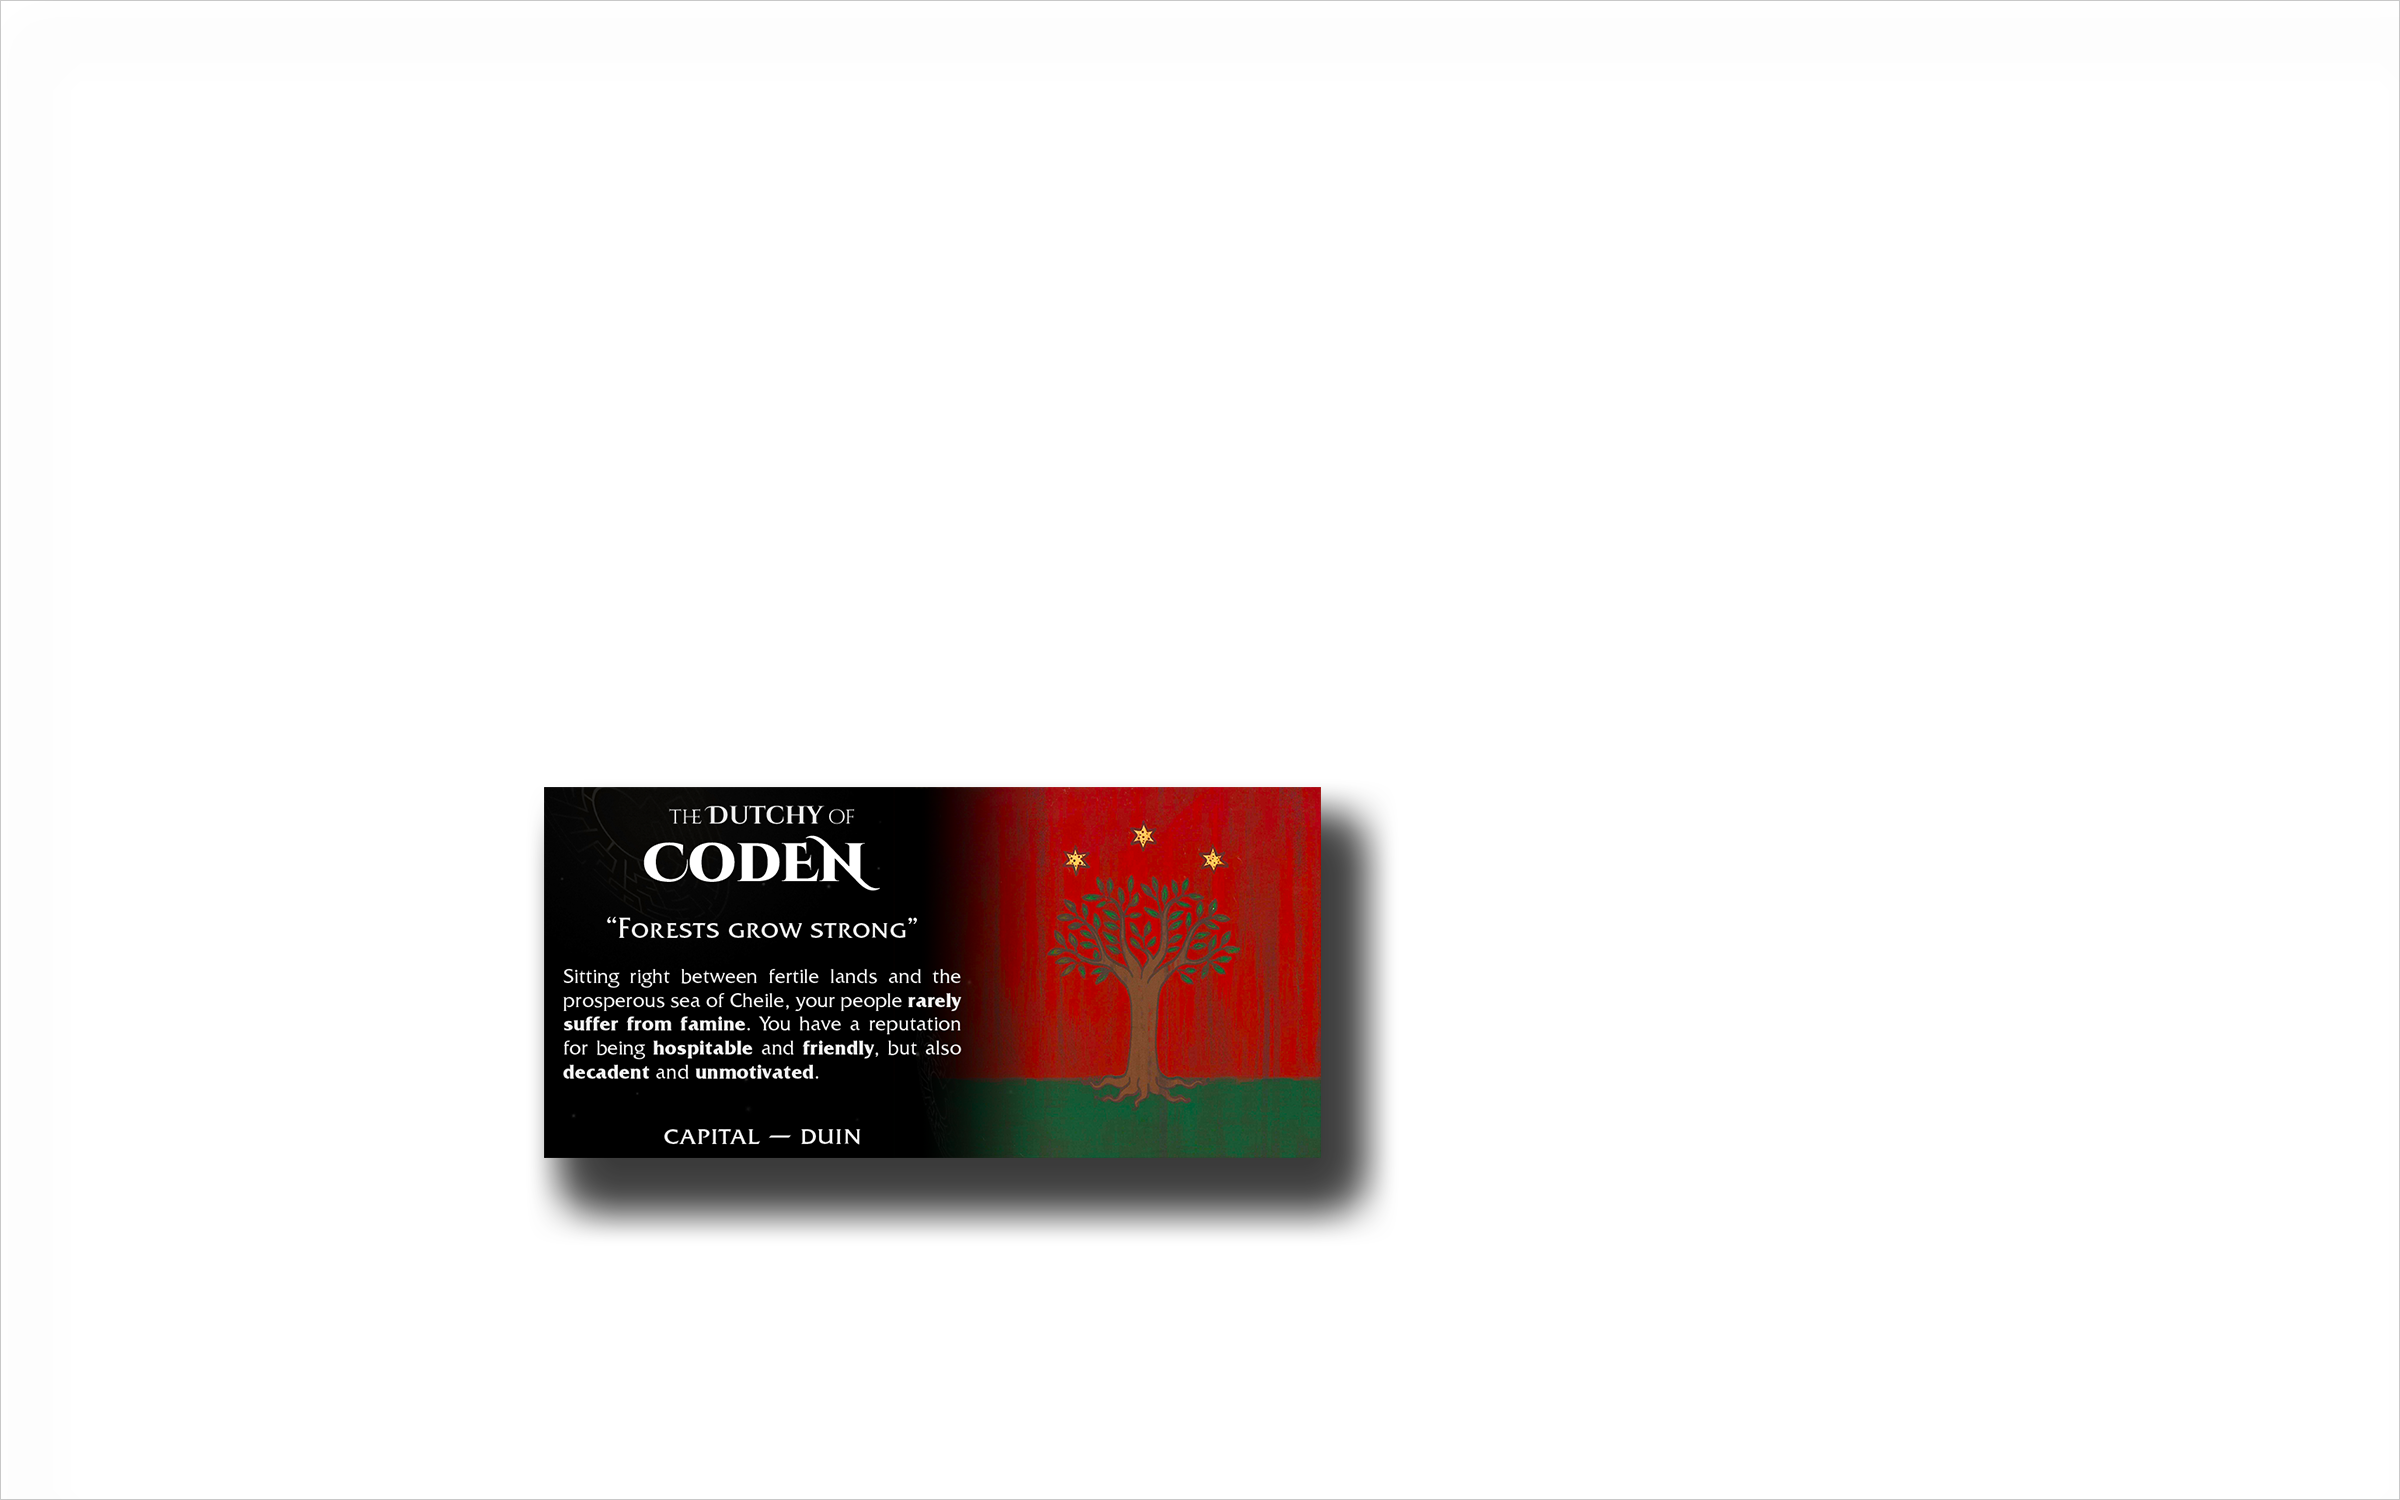 THE DUTCHY OF
CODEN
“FORESTS GROW STRONG”
Sitting right between fertile lands and the
prosperous sea of Cheile, your people rarely
suffer from famine. You have a reputation
for being hospitable and friendly, but also
decadent and unmotivated.
CAPITAL — DUIN